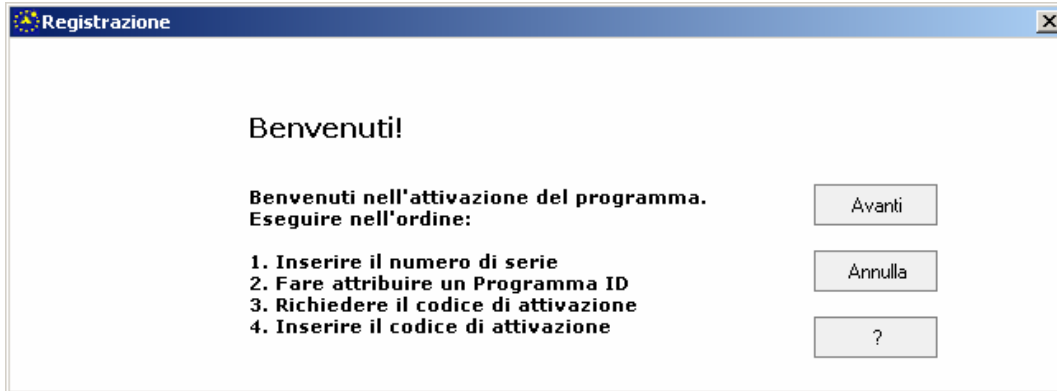 Registrazione
Benvenuti!
Benvenuti nell'attivazione del programma.
Eseguire nell'ordine:
1. Inserire il numero di serie
2. Fare attribuire un Programma ID
3. Richiedere il codice di attivazione
4. Inserire il codice di attivazione
Avanti
Annulla
?